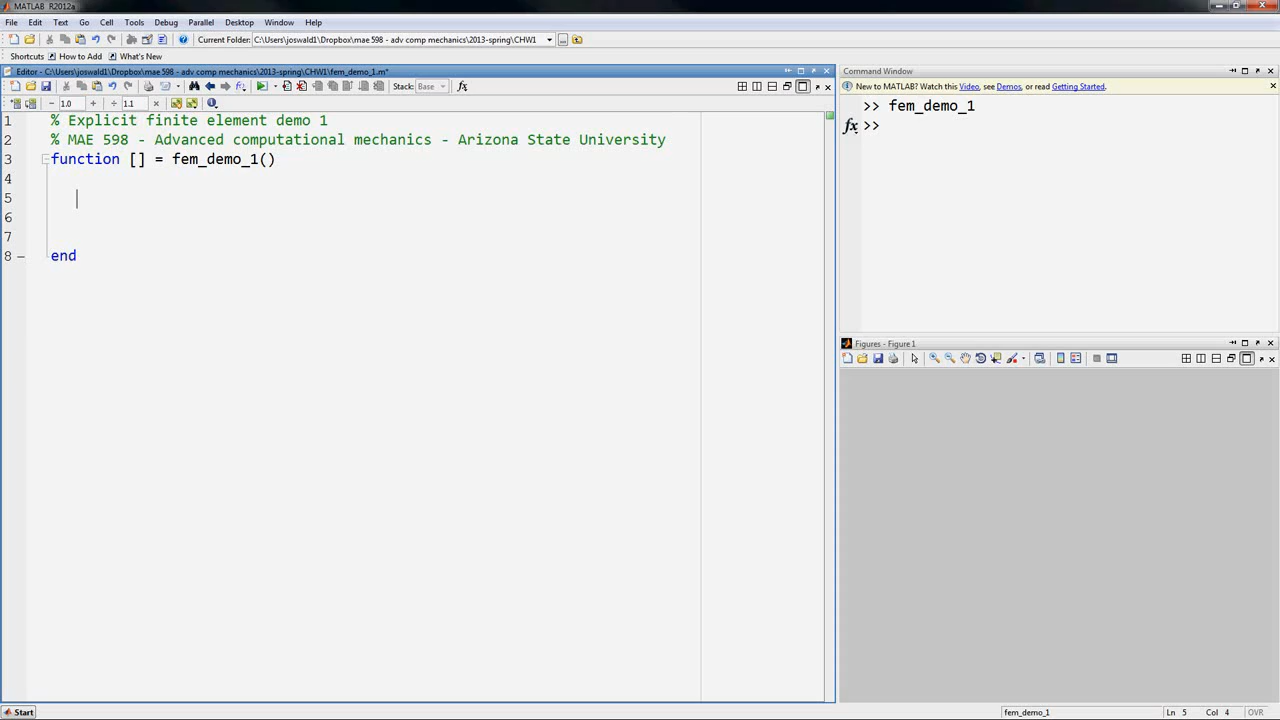 MATLAB R2012a
File Edit Text Go Cell Tools Debug Parallel Desktop Window Help
Current Folder: C:\Users\joswald1\Dropbox\mae 598 - adv comp mechanics\2013-spring\CHW1
Shortcuts How to Add What's New
Editor - C:\Users\joswald1\Dropbox\mae 598 - adv comp mechanics\2013-spring\CHW1\fem_demo_1.m*
Stack: Base
1.0 1.1
1 % Explicit finite element demo 1
2 % MAE 598 - Advanced computational mechanics - Arizona State University
3 function [] = fem_demo_1()
4
5
6
7
8 end
Command Window
New to MATLAB? Watch this Video, see Demos, or read Getting Started.
>> fem_demo_1
fx >>
Figures - Figure 1
Start
fem_demo_1 Ln 5 Col 4 OVR